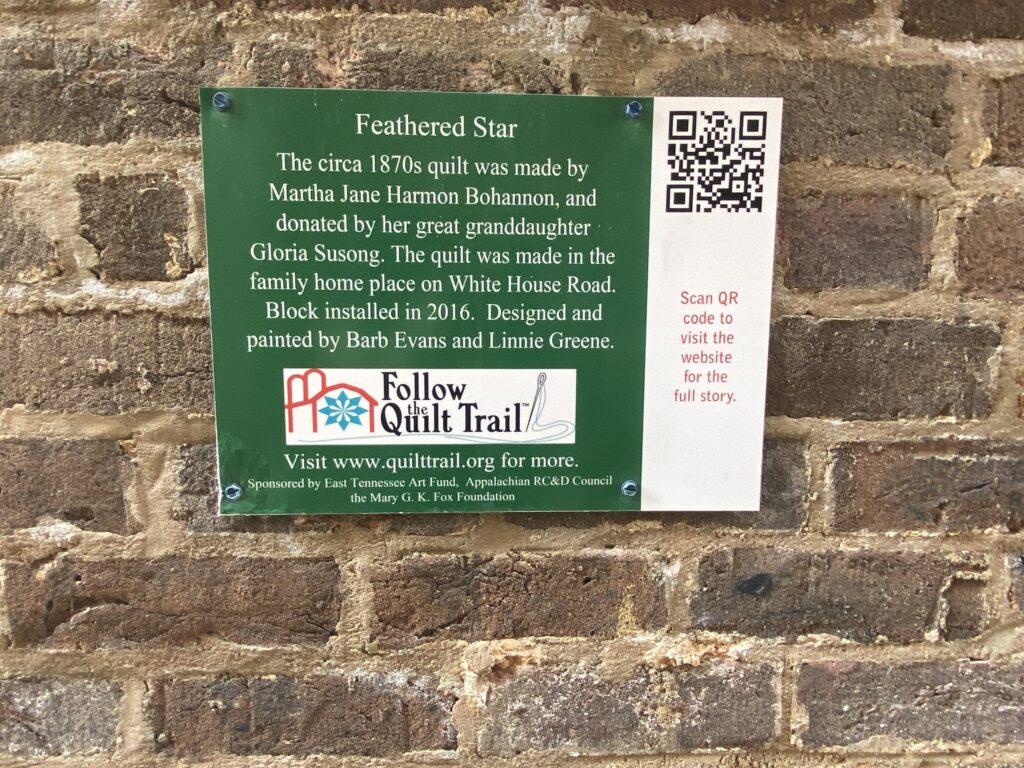 Feathered Star
The circa 1870s quilt was made by
Martha Jane Harmon Bohannon, and
donated by her great granddaughter
Gloria Susong. The quilt was made in the
family home place on White House Road.
Block installed in 2016. Designed and
painted by Barb Evans and Linnie Greene.
Follow
the
Quilt Trail™
Visit www.quilttrail.org for more.
Sponsored by East Tennessee Art Fund, Appalachian RC&D Council
the Mary G. K. Fox Foundation
Scan QR
code to
visit the
website
for the
full story.